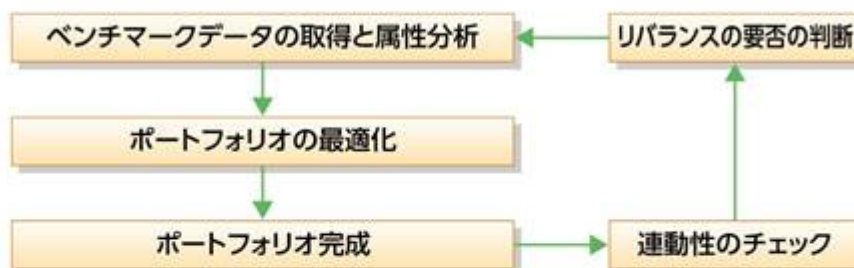 ベンチマークデータの取得と属性分析
リバランスの要否の判断
ポートフォリオの最適化
ポートフォリオ完成
連動性のチェック